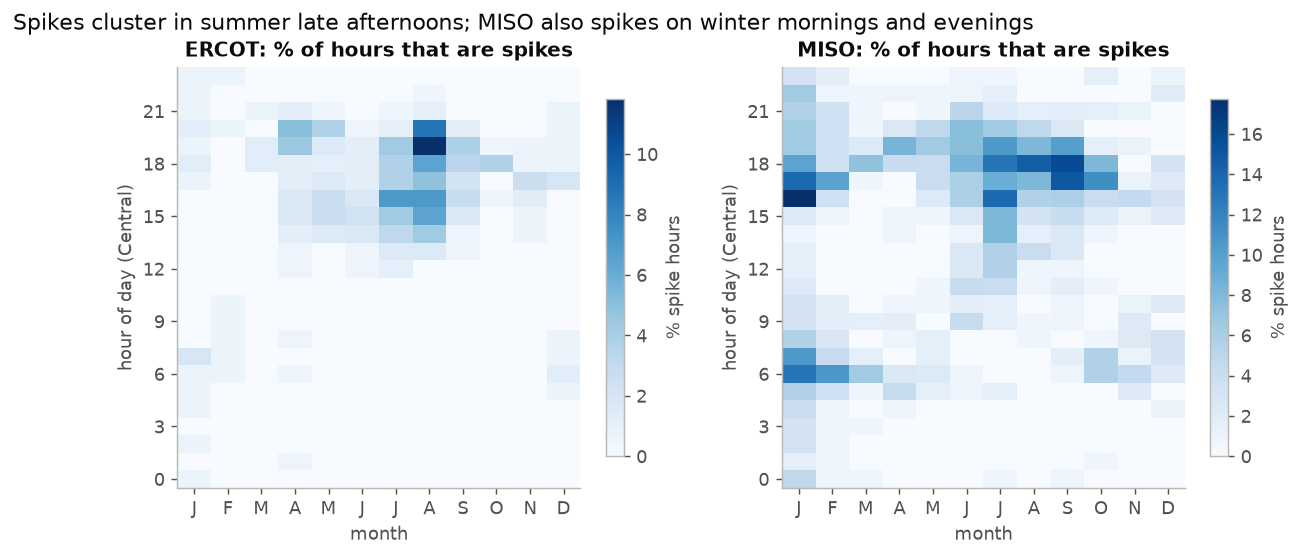 Spikes cluster in summer late afternoons; MISO also spikes on winter mornings and evenings
ERCOT: % of hours that are spikes
hour of day (Central)
21
18
15
12
9
6
3
0
J F M A M J J A S O N D
month
10
8
6
4
2
0
% spike hours
MISO: % of hours that are spikes
hour of day (Central)
21
18
15
12
9
6
3
0
J F M A M J J A S O N D
month
16
14
12
10
8
6
4
2
0
% spike hours